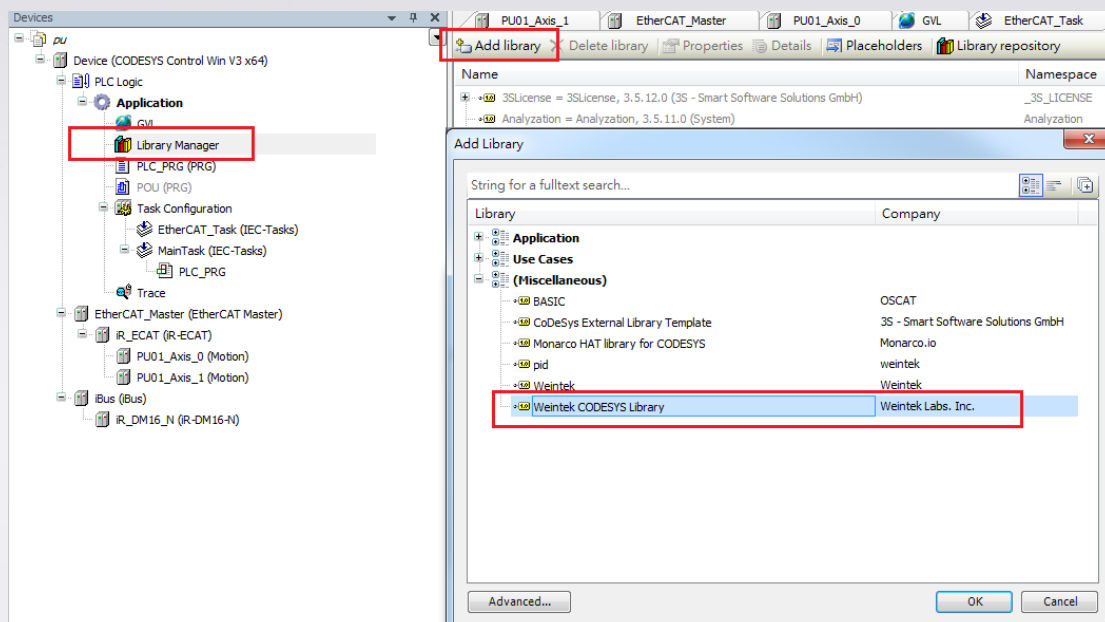 Devices
pu
Device (CODESYS Control Win V3 x64)
PLC Logic
Application
GVL
Library Manager
PLC_PRG (PRG)
POU (PRG)
Task Configuration
EtherCAT_Task (IEC-Tasks)
MainTask (IEC-Tasks)
PLC_PRG
Trace
EtherCAT_Master (EtherCAT Master)
iR_ECAT (iR-ECAT)
PU01_Axis_0 (Motion)
PU01_Axis_1 (Motion)
iBus (iBus)
iR_DM16_N (iR-DM16-N)
PU01_Axis_1 EtherCAT_Master PU01_Axis_0 GVL EtherCAT_Task
Add library Delete library Properties Details Placeholders Library repository
Name Namespace
3SLicense = 3SLicense, 3.5.12.0 (3S - Smart Software Solutions GmbH) _3S_LICENSE
Analyzation = Analyzation, 3.5.11.0 (System) Analyzation
Add Library
String for a fulltext search...
Library Company
Application
Use Cases
(Miscellaneous)
BASIC OSCAT
CoDeSys External Library Template 3S - Smart Software Solutions GmbH
Monarco HAT library for CODESYS Monarco.io
pid weintek
Weintek Weintek
Weintek CODESYS Library Weintek Labs. Inc.
Advanced... OK Cancel